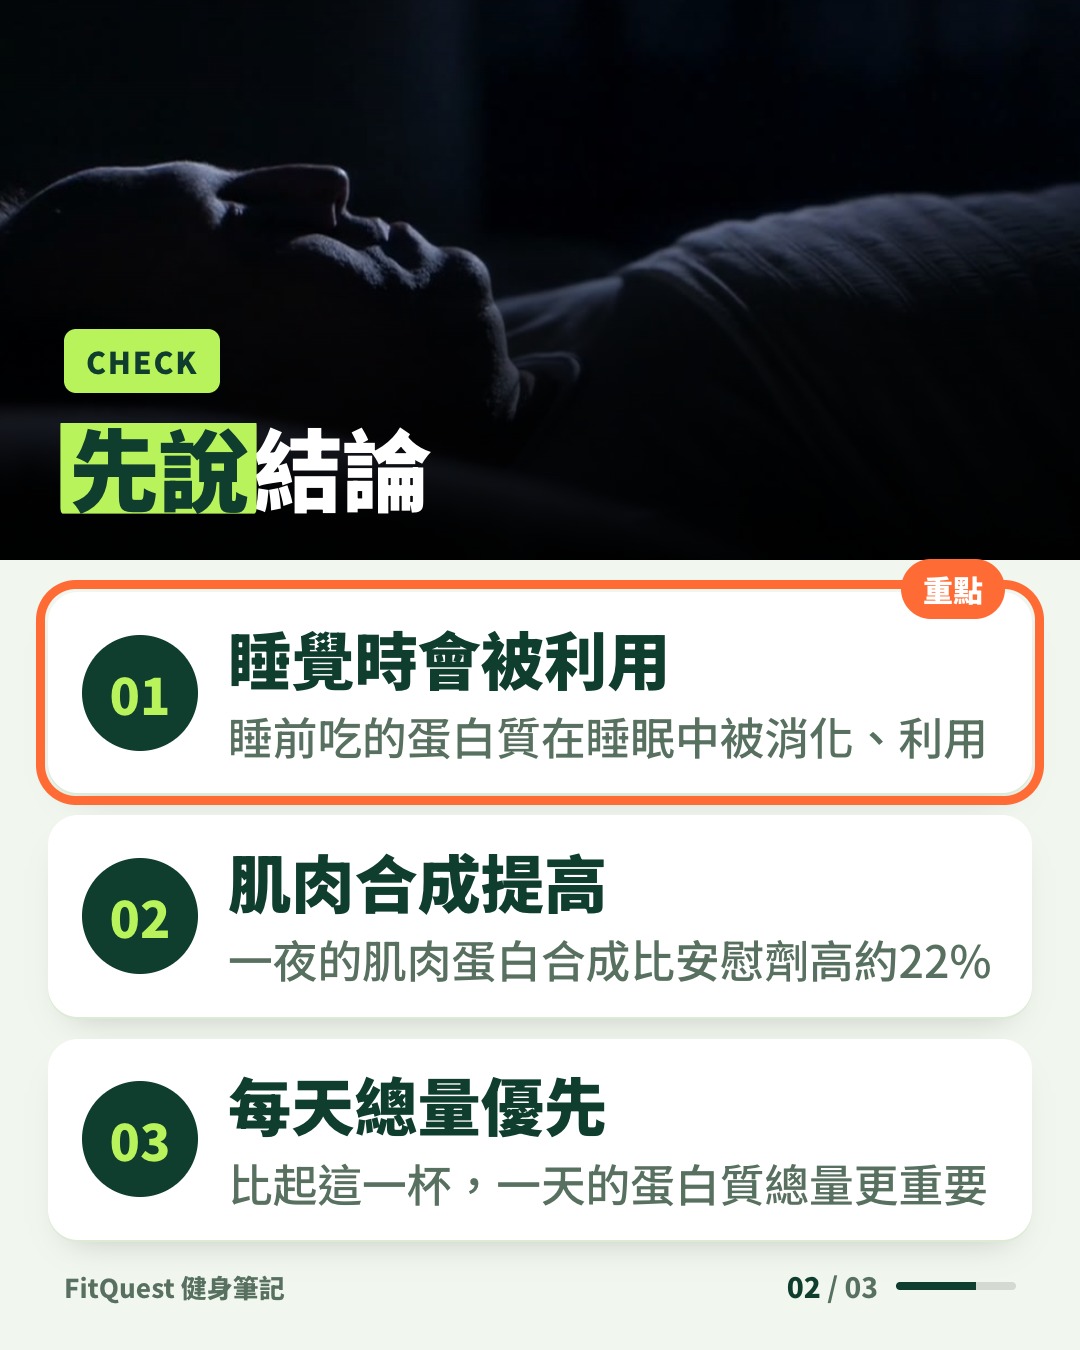 CHECK
先說結論
重點
01
睡覺時會被利用
睡前吃的蛋白質在睡眠中被消化、利用
02
肌肉合成提高
一夜的肌肉蛋白合成比安慰劑高約22%
03
每天總量優先
比起這一杯，一天的蛋白質總量更重要
FitQuest 健身筆記
02 / 03